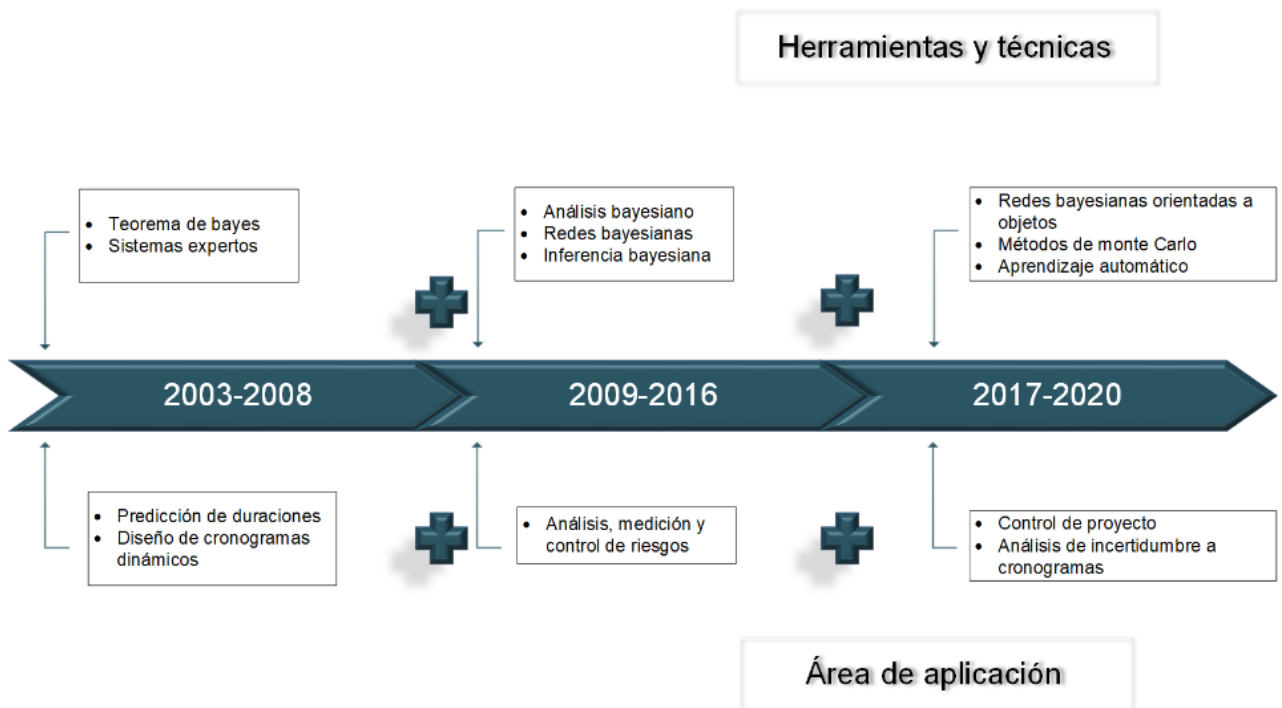 Herramientas y técnicas
• Teorema de bayes
• Sistemas expertos
• Análisis bayesiano
• Redes bayesianas
• Inferencia bayesiana
• Redes bayesianas orientadas a
objetos
• Métodos de monte Carlo
• Aprendizaje automático
2003-2008
2009-2016
2017-2020
• Predicción de duraciones
• Diseño de cronogramas
dinámicos
• Análisis, medición y
control de riesgos
• Control de proyecto
• Análisis de incertidumbre a
cronogramas
Área de aplicación